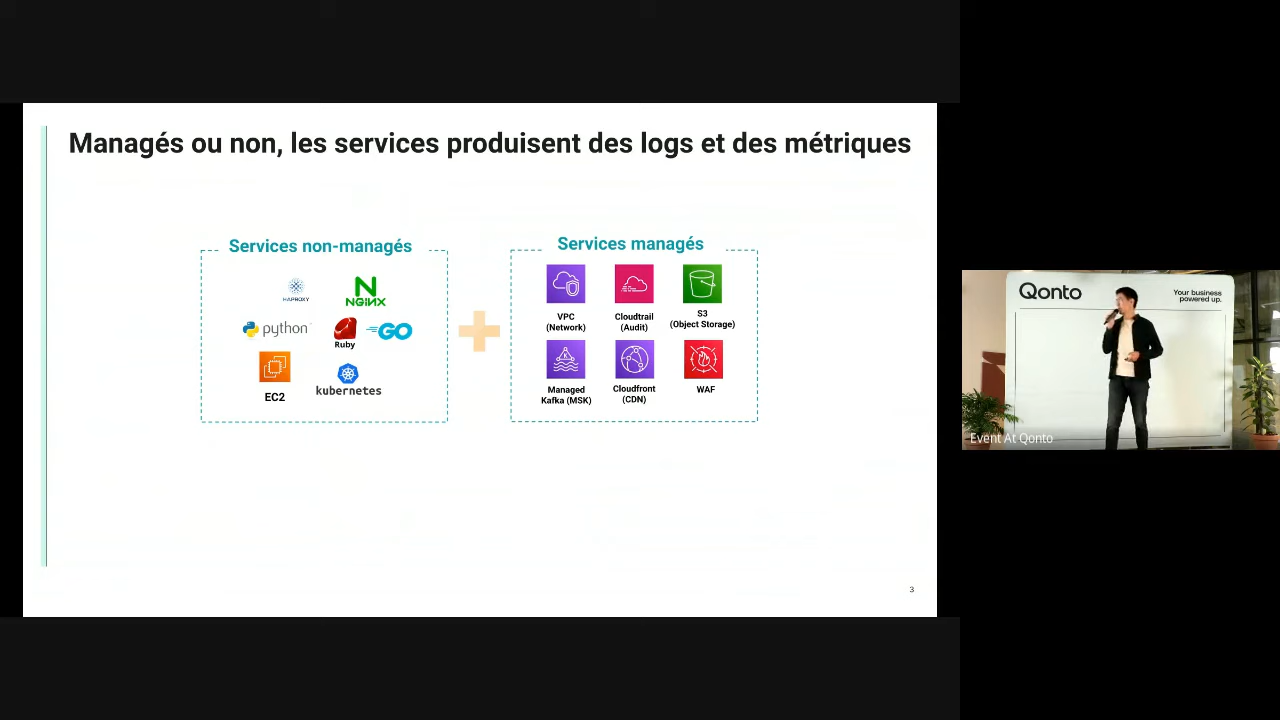 Managés ou non, les services produisent des logs et des métriques
Services non-managés
HAPROXY
NGINX
python
Ruby
GO
EC2
kubernetes
Services managés
VPC
(Network)
Cloudtrail
(Audit)
S3
(Object Storage)
Managed
Kafka (MSK)
Cloudfront
(CDN)
WAF
3
Qonto
Your business
powered up.
Event At Qonto